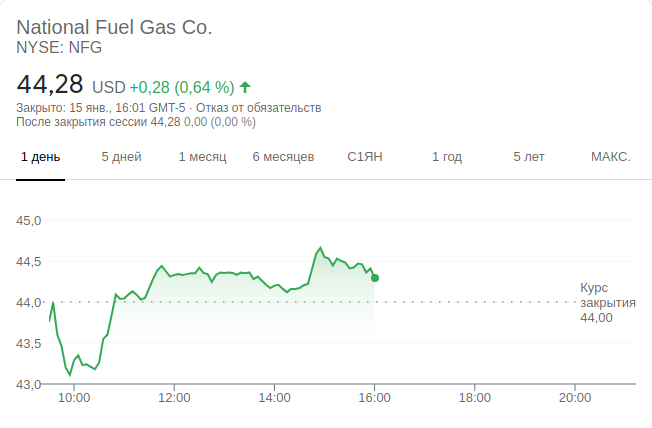 National Fuel Gas Co.
NYSE: NFG
44,28 USD +0,28 (0,64 %)
Закрыто: 15 янв., 16:01 GMT-5 · Отказ от обязательств
После закрытия сессии 44,28 0,00 (0,00 %)
1 день 5 дней 1 месяц 6 месяцев С1ЯН 1 год 5 лет МАКС.
45,0
44,5
44,0
43,5
43,0
Курс
закрытия
44,00
10:00 12:00 14:00 16:00 18:00 20:00